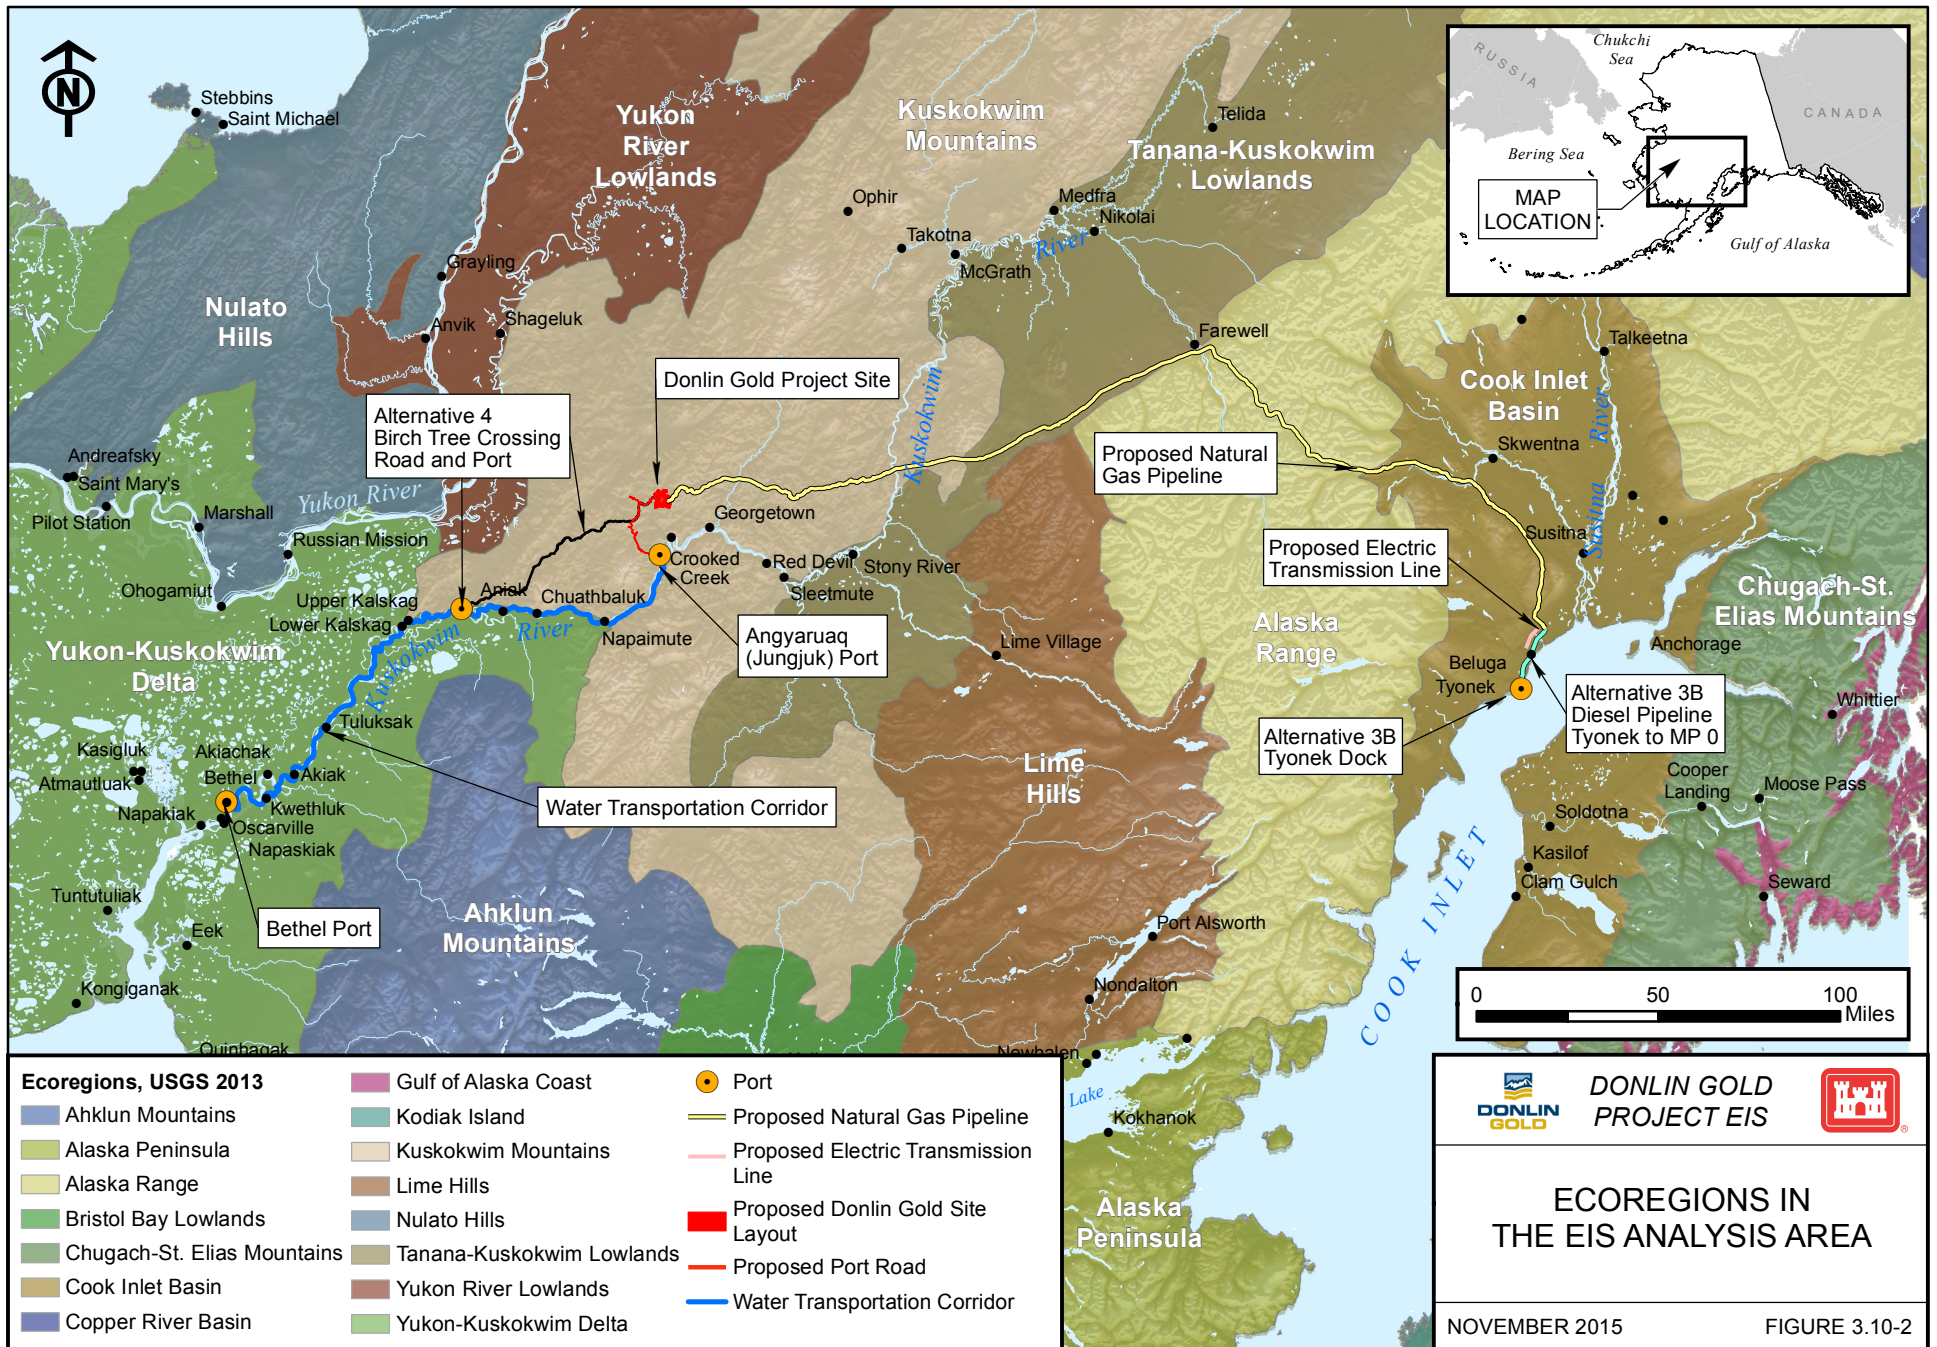 Stebbins
Saint Michael
Yukon
River
Lowlands
Kuskokwim
Mountains
Telida
Tanana-Kuskokwim
Lowlands
Ophir
Medfra
Nikolai
Takotna
River
McGrath
Grayling
Nulato
Hills
Anvik
Shageluk
Farewell
Talkeetna
Chukchi
Sea
RUSSIA
CANADA
Bering Sea
MAP
LOCATION
Gulf of Alaska
N
Donlin Gold Project Site
Cook Inlet
Basin
Alternative 4
Birch Tree Crossing
Road and Port
Kuskokwim
River
Skwentna
Proposed Natural
Gas Pipeline
Andreafsky
Saint Mary's
Pilot Station
Yukon River
Marshall
Russian Mission
Georgetown
Susitna
Susitna
Crooked
Creek
Red Devil
Stony River
Sleetmute
Proposed Electric
Transmission Line
Chugach-St.
Elias Mountains
Ohogamiut
Upper Kalskag
Lower Kalskag
Aniak
Chuathbaluk
Kuskokwim
River
Napaimute
Angyaruaq
(Jungjuk) Port
Lime Village
Alaska
Range
Anchorage
Beluga
Tyonek
Yukon-Kuskokwim
Delta
Alternative 3B
Diesel Pipeline
Tyonek to MP 0
Whittier
Alternative 3B
Tyonek Dock
Tuluksak
Kasigluk
Akiachak
Atmautluak
Bethel
Akiak
Lime
Hills
Cooper
Landing
Moose Pass
Water Transportation Corridor
Napakiak
Kwethluk
Oscarville
Napaskiak
Soldotna
Kasilof
Clam Gulch
Seward
Tuntutuliak
Bethel Port
Eek
Ahklun
Mountains
Port Alsworth
COOK INLET
Kongiganak
Nondalton
Quinhagak
Newhalen
Lake
Kokhanok
Alaska
Peninsula
0 50 100
Miles
Ecoregions, USGS 2013
Ahklun Mountains
Alaska Peninsula
Alaska Range
Bristol Bay Lowlands
Chugach-St. Elias Mountains
Cook Inlet Basin
Copper River Basin
Gulf of Alaska Coast
Kodiak Island
Kuskokwim Mountains
Lime Hills
Nulato Hills
Tanana-Kuskokwim Lowlands
Yukon River Lowlands
Yukon-Kuskokwim Delta
Port
Proposed Natural Gas Pipeline
Proposed Electric Transmission
Line
Proposed Donlin Gold Site
Layout
Proposed Port Road
Water Transportation Corridor
DONLIN
GOLD
DONLIN GOLD
PROJECT EIS
®
ECOREGIONS IN
THE EIS ANALYSIS AREA
NOVEMBER 2015
FIGURE 3.10-2